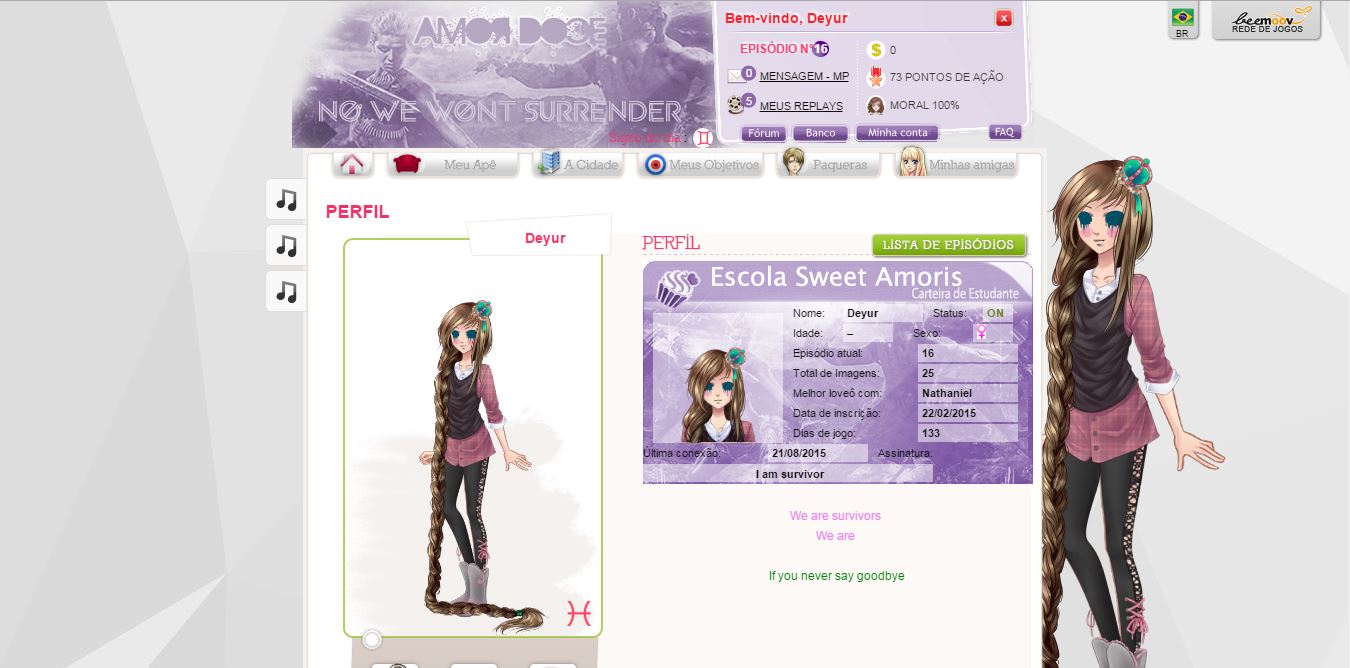 AMOR DOCE
NO WE WONT SURRENDER
Signo do dia :
Bem-vindo, Deyur
x
EPISÓDIO N°16
0 MENSAGEM - MP
5 MEUS REPLAYS
$ 0
73 PONTOS DE AÇÃO
MORAL 100%
Fórum Banco Minha conta FAQ
BR
beemoov
REDE DE JOGOS
Meu Apê A Cidade Meus Objetivos Paqueras Minhas amigas
PERFIL
Deyur
PERFIL
LISTA DE EPISÓDIOS
Escola Sweet Amoris
Carteira de Estudante
Nome: Deyur Status: ON
Idade: – Sexo:
Episódio atual: 16
Total de Imagens: 25
Melhor loveô com: Nathaniel
Data de inscrição: 22/02/2015
Dias de jogo: 133
Última conexão: 21/08/2015 Assinatura:
I am survivor
We are survivors
We are
If you never say goodbye